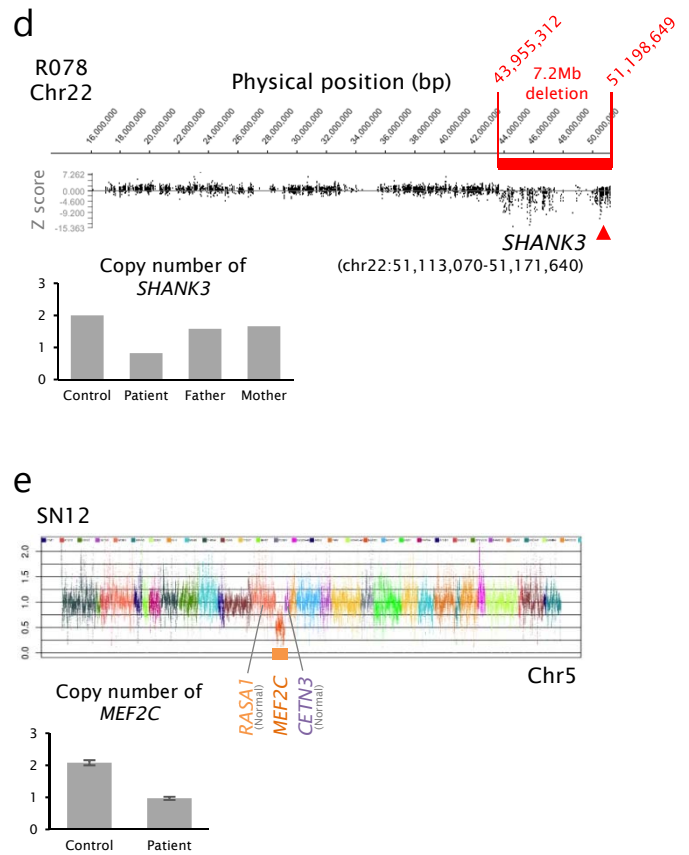 d
R078
Chr22
Physical position (bp)
43,955,312
7.2Mb
deletion
51,198,649
16,000,000
18,000,000
20,000,000
22,000,000
24,000,000
26,000,000
28,000,000
30,000,000
32,000,000
34,000,000
36,000,000
38,000,000
40,000,000
42,000,000
44,000,000
46,000,000
48,000,000
50,000,000
Z score
7.262
0.000
-4.600
-9.200
-15.363
SHANK3
(chr22:51,113,070-51,171,640)
Copy number of
SHANK3
3
2
1
0
Control Patient Father Mother
e
SN12
2.0
1.5
1.0
0.5
0.0
Chr5
RASA1
(Normal)
MEF2C
CETN3
(Normal)
Copy number of
MEF2C
3
2
1
0
Control Patient